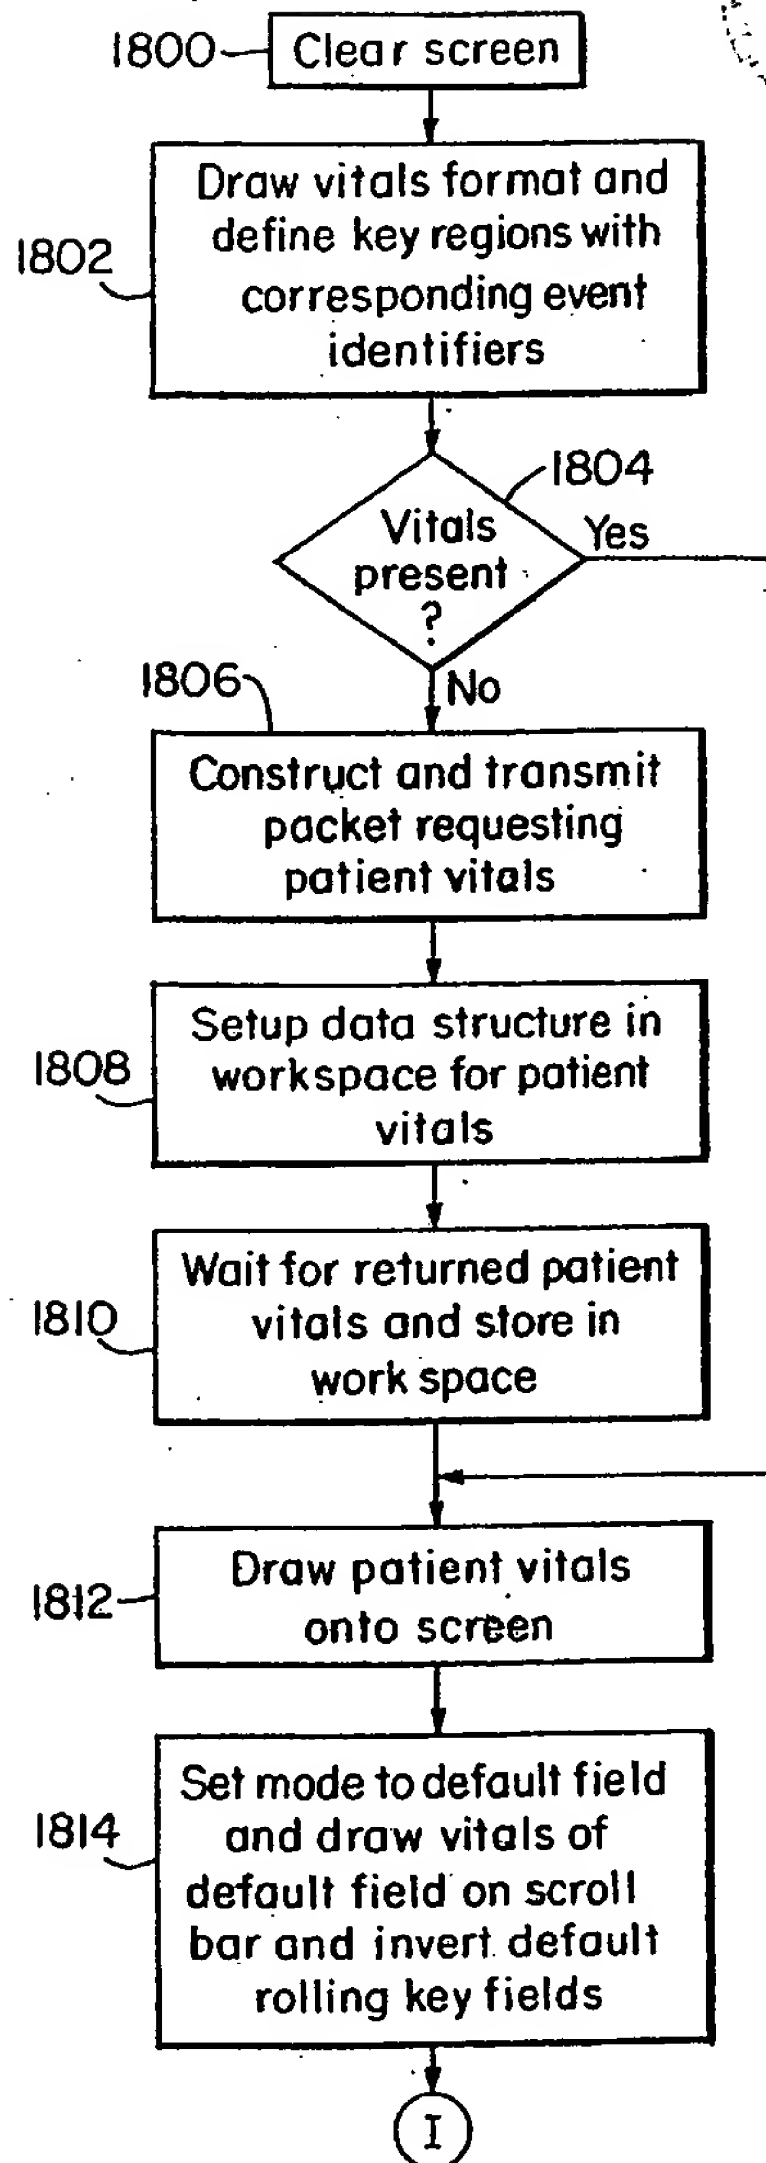 1800
Clear screen
Draw vitals format and
define key regions with
corresponding event
identifiers
1802
1804
Vitals
present
?
Yes
No
1806
Construct and transmit
packet requesting
patient vitals
Setup data structure in
workspace for patient
vitals
1808
Wait for returned patient
vitals and store in
work space
1810
Draw patient vitals
onto screen
1812
Set mode to default field
and draw vitals of
default field on scroll
bar and invert default
rolling key fields
1814
I